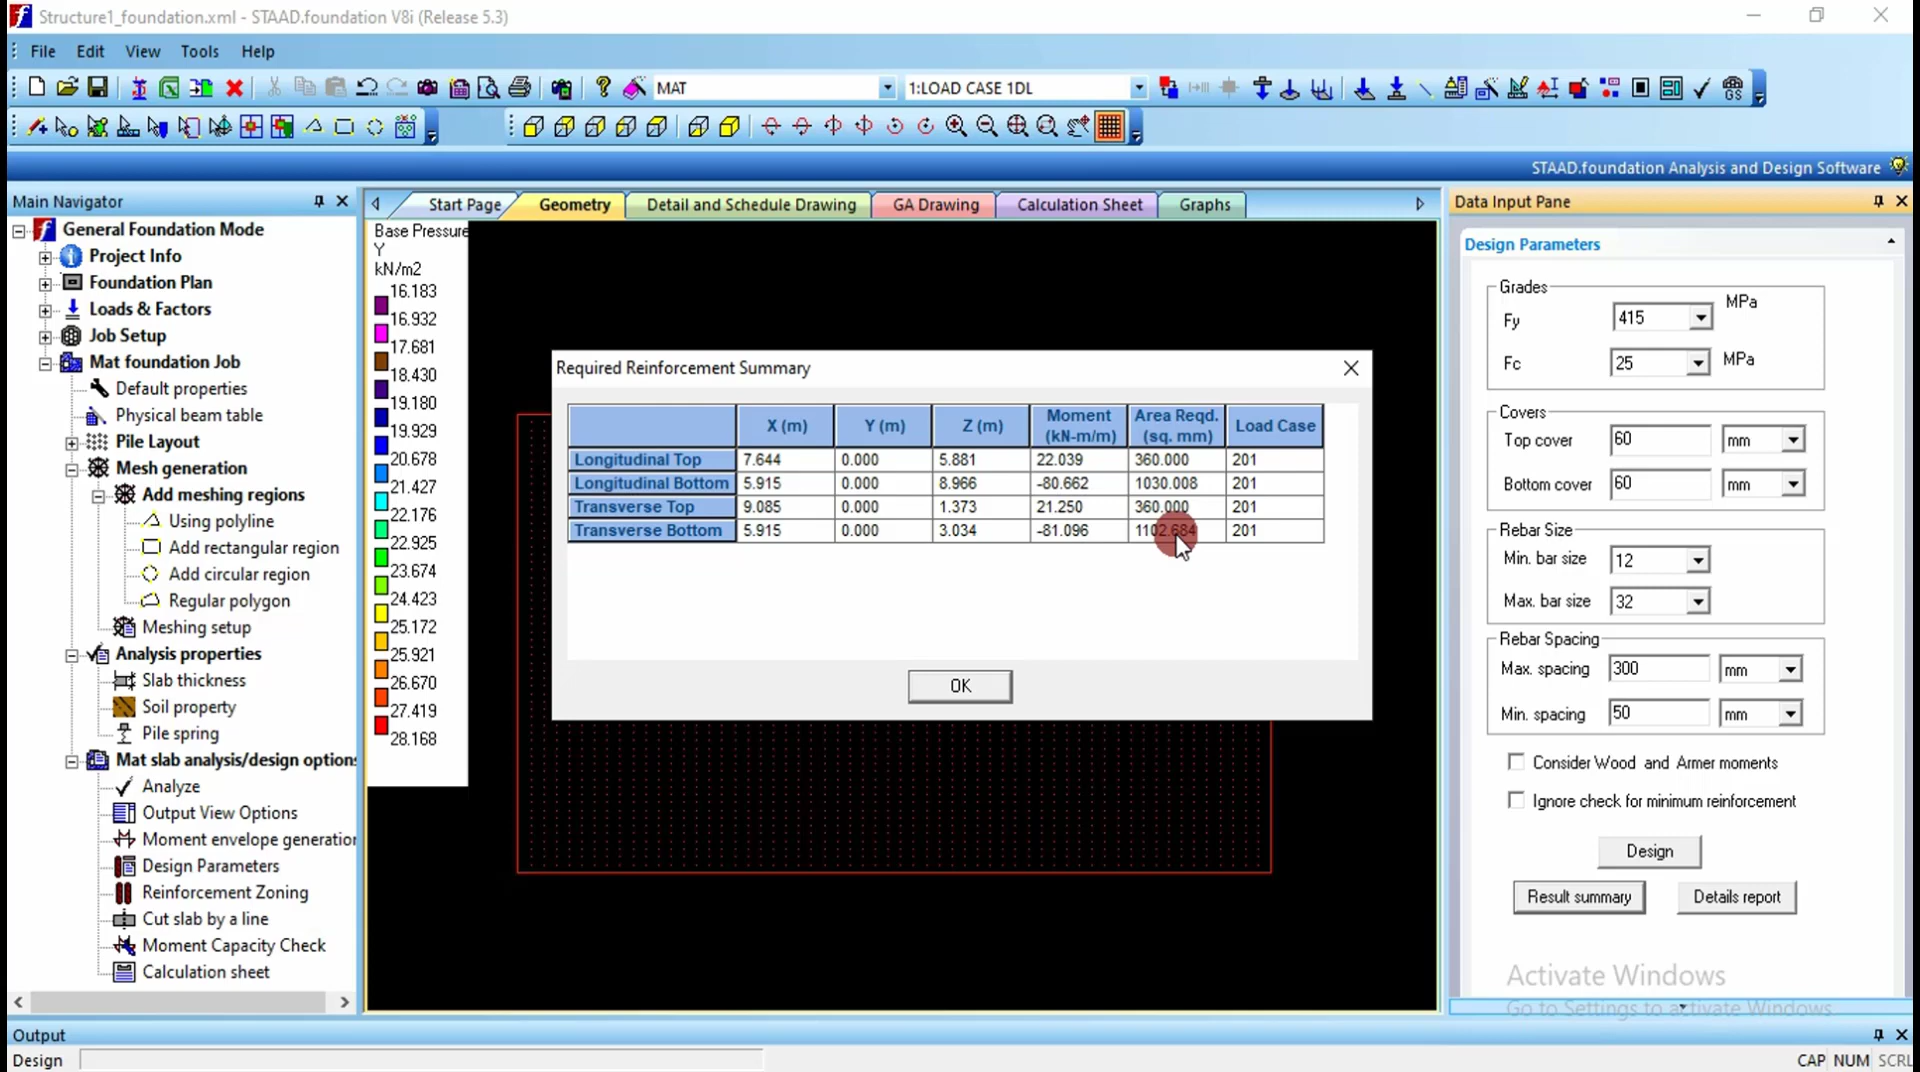 Structure1_foundation.xml - STAAD.foundation V8i (Release 5.3)
File Edit View Tools Help
MAT 1:LOAD CASE 1DL
STAAD.foundation Analysis and Design Software
Main Navigator
General Foundation Mode
Project Info
Foundation Plan
Loads & Factors
Job Setup
Mat foundation Job
Default properties
Physical beam table
Pile Layout
Mesh generation
Add meshing regions
Using polyline
Add rectangular region
Add circular region
Regular polygon
Meshing setup
Analysis properties
Slab thickness
Soil property
Pile spring
Mat slab analysis/design options
Analyze
Output View Options
Moment envelope generation
Design Parameters
Reinforcement Zoning
Cut slab by a line
Moment Capacity Check
Calculation sheet
Start Page Geometry Detail and Schedule Drawing GA Drawing Calculation Sheet Graphs
Base Pressure
Y
kN/m2
16.183
16.932
17.681
18.430
19.180
19.929
20.678
21.427
22.176
22.925
23.674
24.423
25.172
25.921
26.670
27.419
28.168
Required Reinforcement Summary
X (m) Y (m) Z (m) Moment (kN-m/m) Area Reqd. (sq. mm) Load Case
Longitudinal Top 7.644 0.000 5.881 22.039 360.000 201
Longitudinal Bottom 5.915 0.000 8.966 -80.662 1030.008 201
Transverse Top 9.085 0.000 1.373 21.250 360.000 201
Transverse Bottom 5.915 0.000 3.034 -81.096 1102.684 201
OK
Data Input Pane
Design Parameters
Grades
Fy 415 MPa
Fc 25 MPa
Covers
Top cover 60 mm
Bottom cover 60 mm
Rebar Size
Min. bar size 12
Max. bar size 32
Rebar Spacing
Max. spacing 300 mm
Min. spacing 50 mm
Consider Wood and Armer moments
Ignore check for minimum reinforcement
Design
Result summary Details report
Activate Windows
Go to Settings to activate Windows.
Output
Design
CAP NUM SCRL